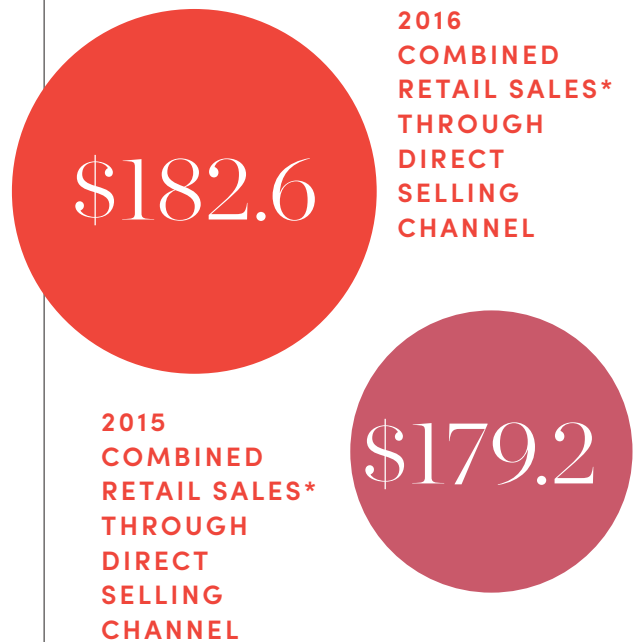 2016
COMBINED
RETAIL SALES*
THROUGH
DIRECT
SELLING
CHANNEL
$182.6
$179.2
2015
COMBINED
RETAIL SALES*
THROUGH
DIRECT
SELLING
CHANNEL